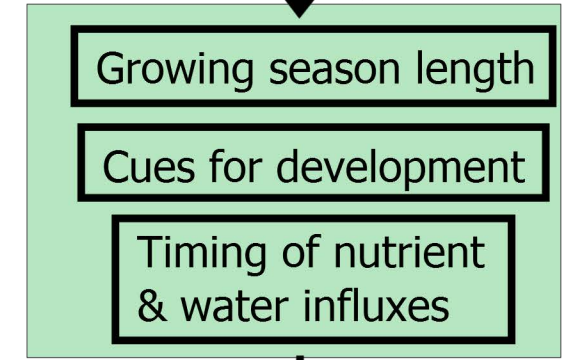 Growing season length
Cues for development
Timing of nutrient
& water influxes